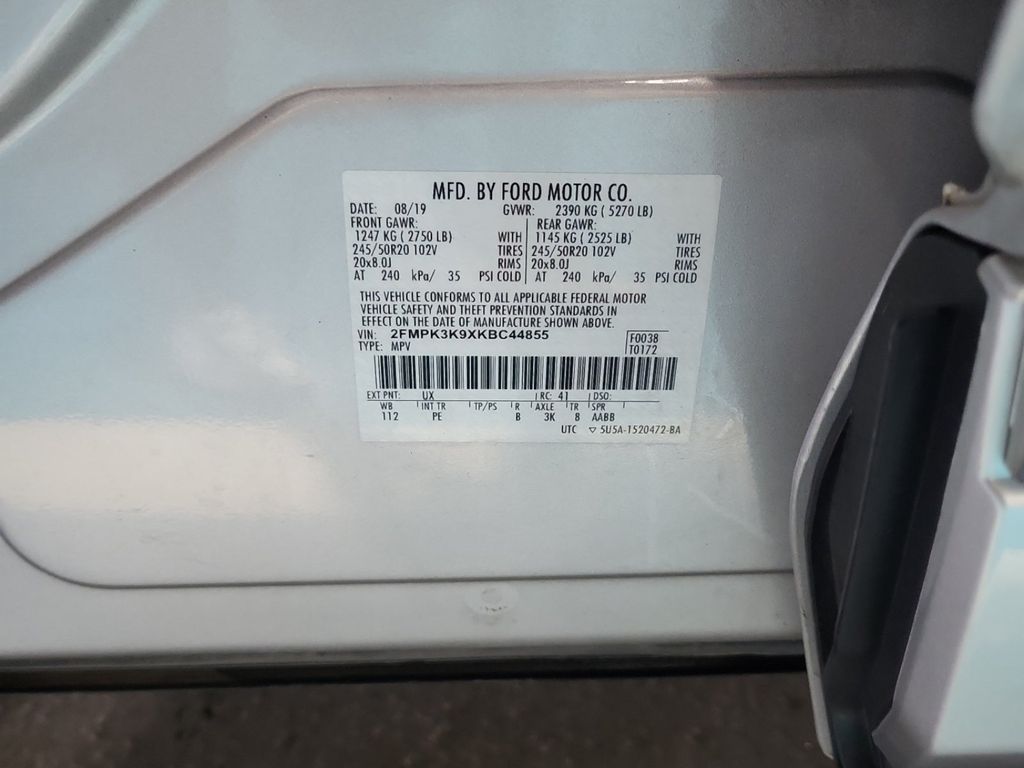 MFD. BY FORD MOTOR CO.
DATE: 08/19 GVWR: 2390 KG ( 5270 LB)
FRONT GAWR: REAR GAWR:
1247 KG ( 2750 LB) WITH 1145 KG ( 2525 LB) WITH
245/50R20 102V TIRES 245/50R20 102V TIRES
20x8.0J RIMS 20x8.0J RIMS
AT 240 kPa/ 35 PSI COLD AT 240 kPa/ 35 PSI COLD
THIS VEHICLE CONFORMS TO ALL APPLICABLE FEDERAL MOTOR
VEHICLE SAFETY AND THEFT PREVENTION STANDARDS IN
EFFECT ON THE DATE OF MANUFACTURE SHOWN ABOVE.
VIN: 2FMPK3K9XKBC44855 F0038
TYPE: MPV T0172
EXT PNT: UX RC: 41 DSO:
WB INT TR TP/PS R AXLE TR SPR
112 PE B 3K 8 AABB
UTC ▽ 5U5A-1520472-BA